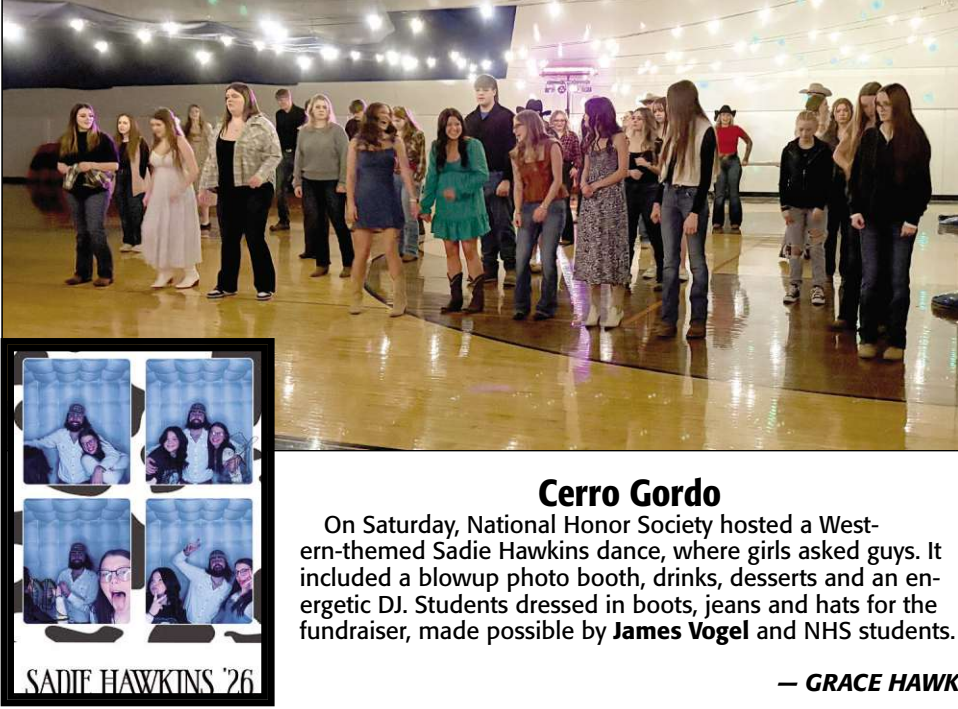 Cerro Gordo
On Saturday, National Honor Society hosted a West-
ern-themed Sadie Hawkins dance, where girls asked guys. It
included a blowup photo booth, drinks, desserts and an en-
ergetic DJ. Students dressed in boots, jeans and hats for the
fundraiser, made possible by James Vogel and NHS students.
— GRACE HAWK
SADIE HAWKINS '26